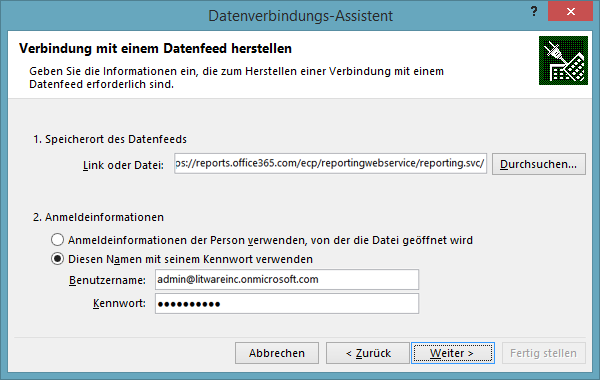 Datenverbindungs-Assistent
?
Verbindung mit einem Datenfeed herstellen
Geben Sie die Informationen ein, die zum Herstellen einer Verbindung mit einem
Datenfeed erforderlich sind.
1. Speicherort des Datenfeeds
Link oder Datei: ps://reports.office365.com/ecp/reportingwebservice/reporting.svc/ Durchsuchen...
2. Anmeldeinformationen
Anmeldeinformationen der Person verwenden, von der die Datei geöffnet wird
Diesen Namen mit seinem Kennwort verwenden
Benutzername: admin@litwareinc.onmicrosoft.com
Kennwort: ●●●●●●●●●●
Abbrechen < Zurück Weiter > Fertig stellen